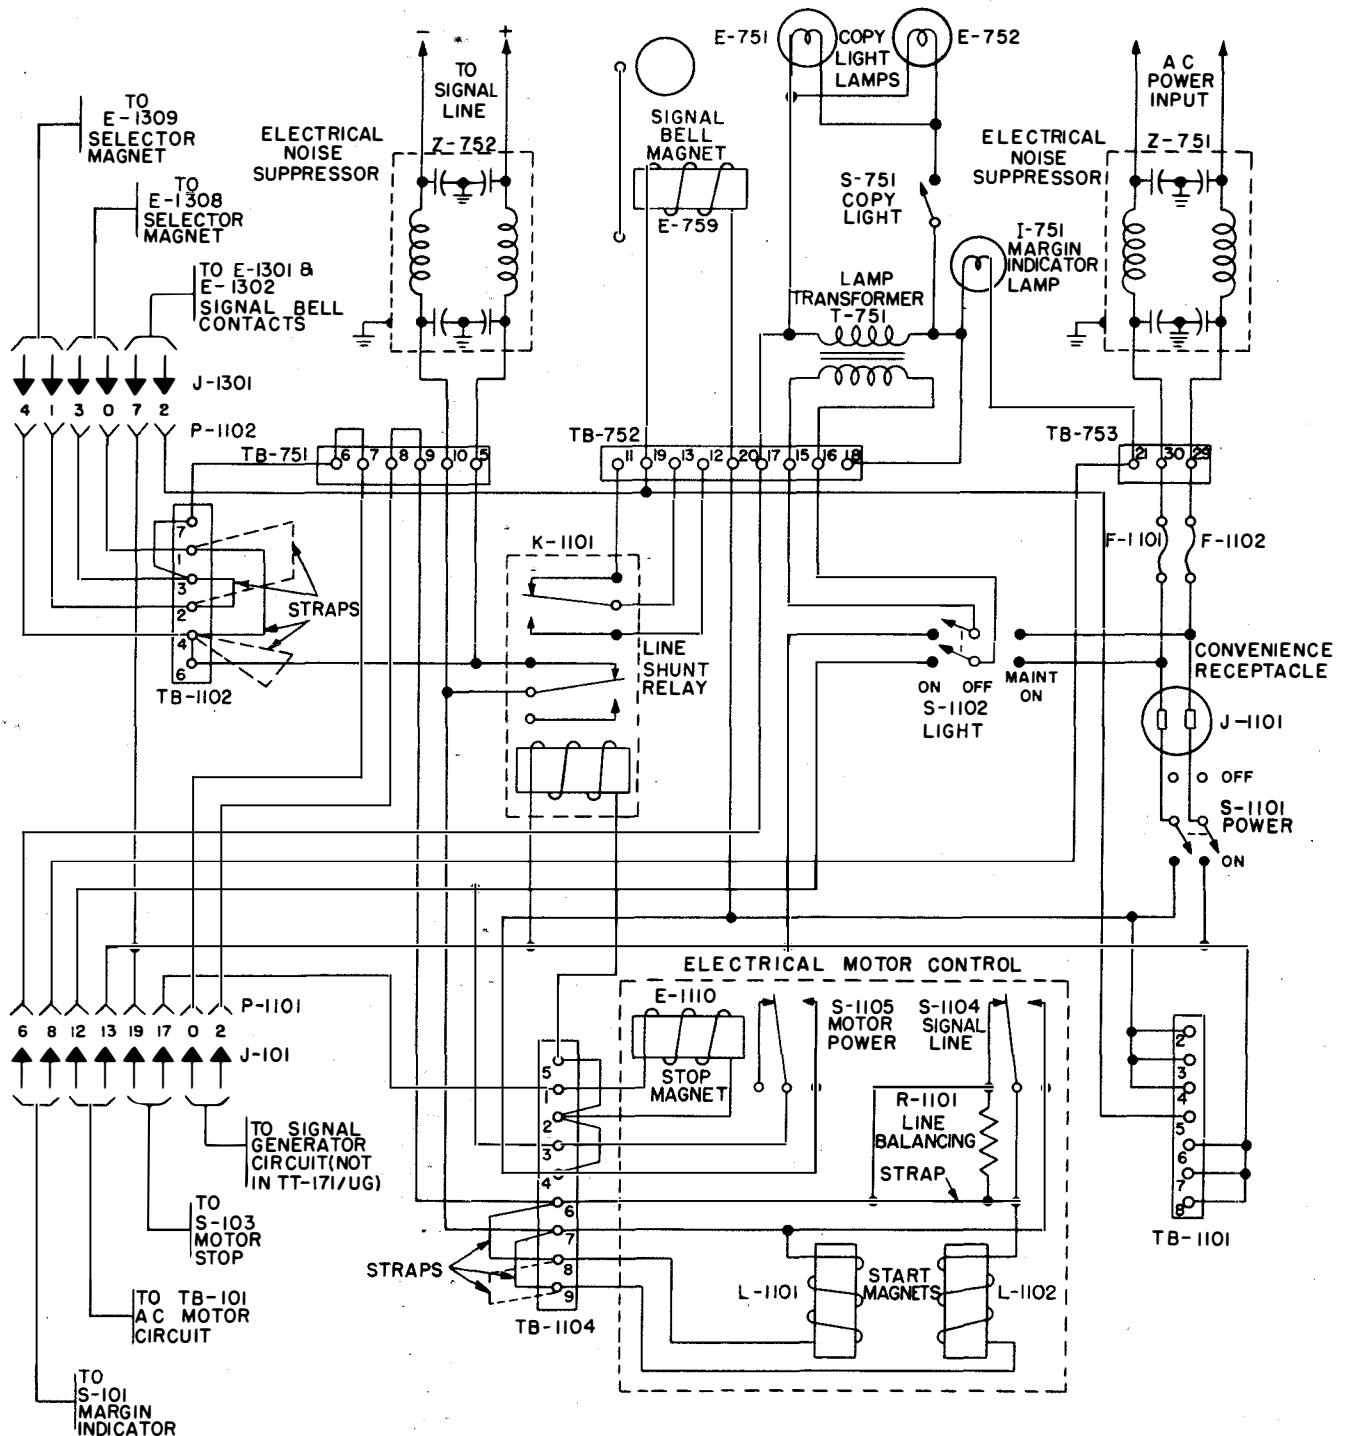 E-751
COPY
LIGHT
LAMPS
E-752
−
+
TO
SIGNAL
LINE
A C
POWER
INPUT
TO
E-1309
SELECTOR
MAGNET
ELECTRICAL
NOISE
SUPPRESSOR
Z-752
SIGNAL
BELL
MAGNET
E-759
S-751
COPY
LIGHT
ELECTRICAL
NOISE
SUPPRESSOR
Z-751
TO
E-1308
SELECTOR
MAGNET
I-751
MARGIN
INDICATOR
LAMP
TO E-1301 &
E-1302
SIGNAL BELL
CONTACTS
LAMP
TRANSFORMER
T-751
J-1301
4 1 3 0 7 2
P-1102
TB-751
6 7 8 9 10 5
TB-752
11 19 13 12 20 17 15 16 18
TB-753
21 30 29
F-1101
F-1102
K-1101
7
1
3
2
4
6
STRAPS
TB-1102
LINE
SHUNT
RELAY
ON OFF
S-1102
LIGHT
MAINT
ON
CONVENIENCE
RECEPTACLE
J-1101
OFF
S-1101
POWER
ON
P-1101
6 8 12 13 19 17 0 2
J-101
ELECTRICAL MOTOR CONTROL
E-1110
STOP
MAGNET
S-1105
MOTOR
POWER
S-1104
SIGNAL
LINE
R-1101
LINE
BALANCING
STRAP
5
1
2
3
4
6
7
8
9
TB-1104
STRAPS
2
3
4
5
6
7
8
TB-1101
L-1101
START
MAGNETS
L-1102
TO SIGNAL
GENERATOR
CIRCUIT(NOT
IN TT-171/UG)
TO
S-103
MOTOR
STOP
TO TB-101
AC MOTOR
CIRCUIT
TO
S-101
MARGIN
INDICATOR